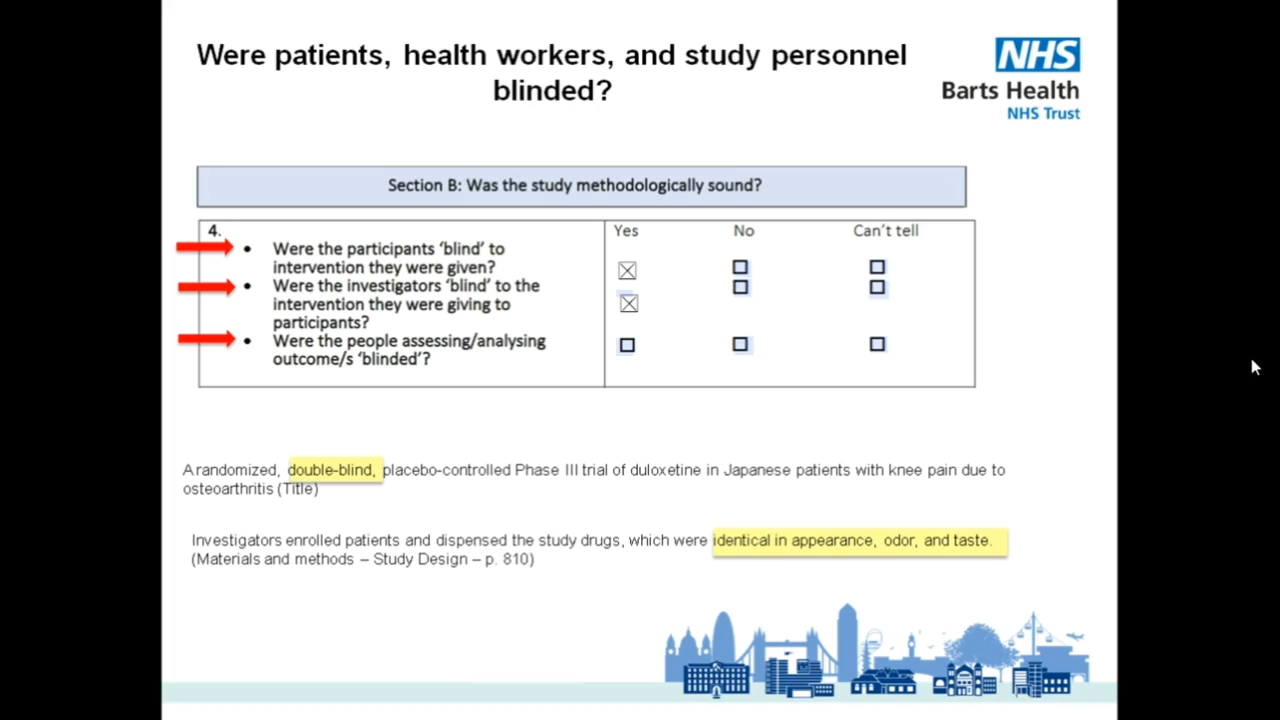 Were patients, health workers, and study personnel
blinded?
NHS
Barts Health
NHS Trust
Section B: Was the study methodologically sound?
4.
Yes
No
Can't tell
• Were the participants ‘blind’ to
intervention they were given?
• Were the investigators ‘blind’ to the
intervention they were giving to
participants?
• Were the people assessing/analysing
outcome/s ‘blinded’?
A randomized, double-blind, placebo-controlled Phase III trial of duloxetine in Japanese patients with knee pain due to
osteoarthritis (Title)
Investigators enrolled patients and dispensed the study drugs, which were identical in appearance, odor, and taste.
(Materials and methods – Study Design – p. 810)